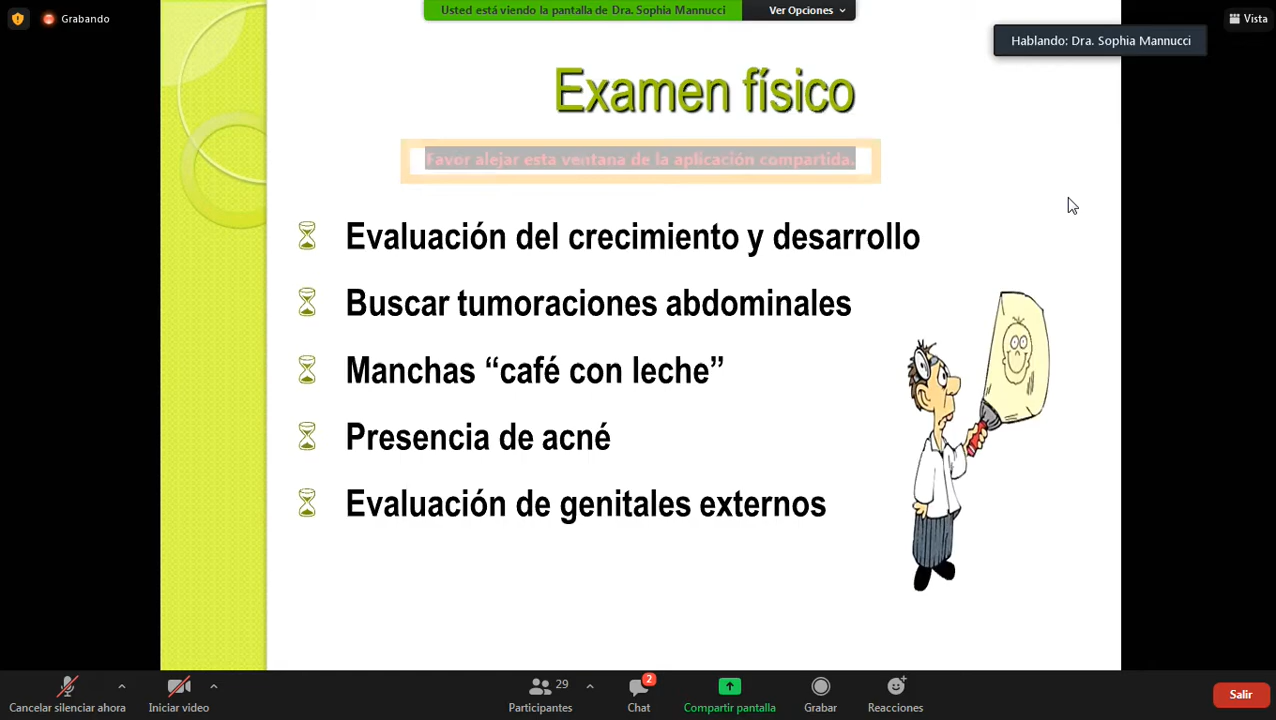 Grabando
Usted está viendo la pantalla de Dra. Sophia Mannucci
Ver Opciones
Vista
Hablando: Dra. Sophia Mannucci
Examen físico
Favor alejar esta ventana de la aplicación compartida.
Evaluación del crecimiento y desarrollo
Buscar tumoraciones abdominales
Manchas “café con leche”
Presencia de acné
Evaluación de genitales externos
Cancelar silenciar ahora
Iniciar video
29
Participantes
2
Chat
Compartir pantalla
Grabar
Reacciones
Salir